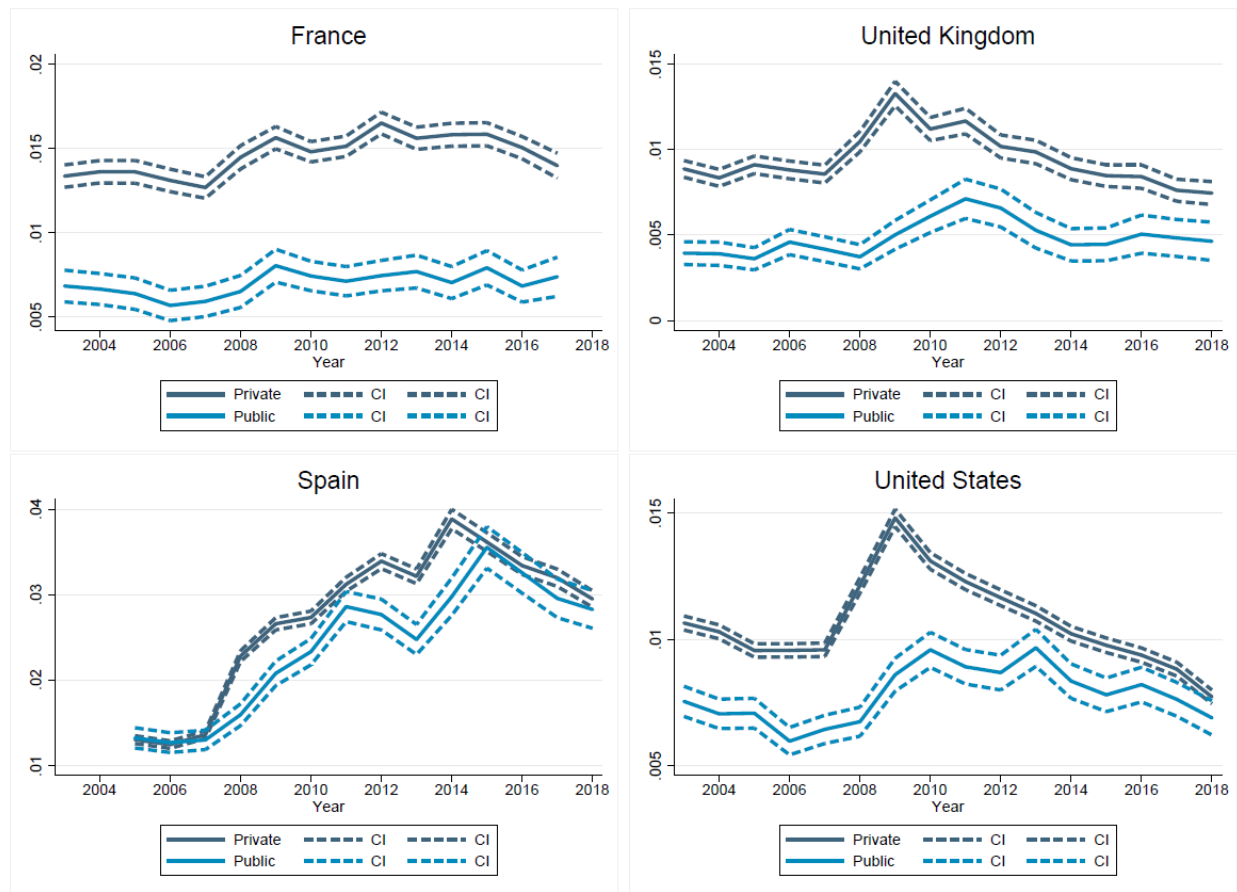 France
.02
.015
.01
.005
2004 2006 2008 2010 2012 2014 2016 2018
Year
Private CI CI
Public CI CI
United Kingdom
.015
.01
.005
0
2004 2006 2008 2010 2012 2014 2016 2018
Year
Private CI CI
Public CI CI
Spain
.04
.03
.02
.01
2004 2006 2008 2010 2012 2014 2016 2018
Year
Private CI CI
Public CI CI
United States
.015
.01
.005
2004 2006 2008 2010 2012 2014 2016 2018
Year
Private CI CI
Public CI CI